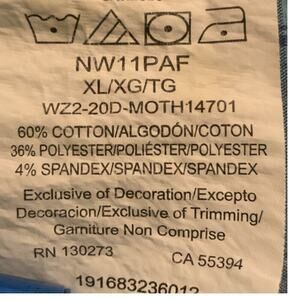 NW11PAF
XL/XG/TG
WZ2-20D-MOTH14701
60% COTTON/ALGODÓN/COTON
36% POLYESTER/POLIÉSTER/POLYESTER
4% SPANDEX/SPANDEX/SPANDEX
Exclusive of Decoration/Excepto
Decoracion/Exclusive of Trimming/
Garniture Non Comprise
RN 130273 CA 55394
191683236012